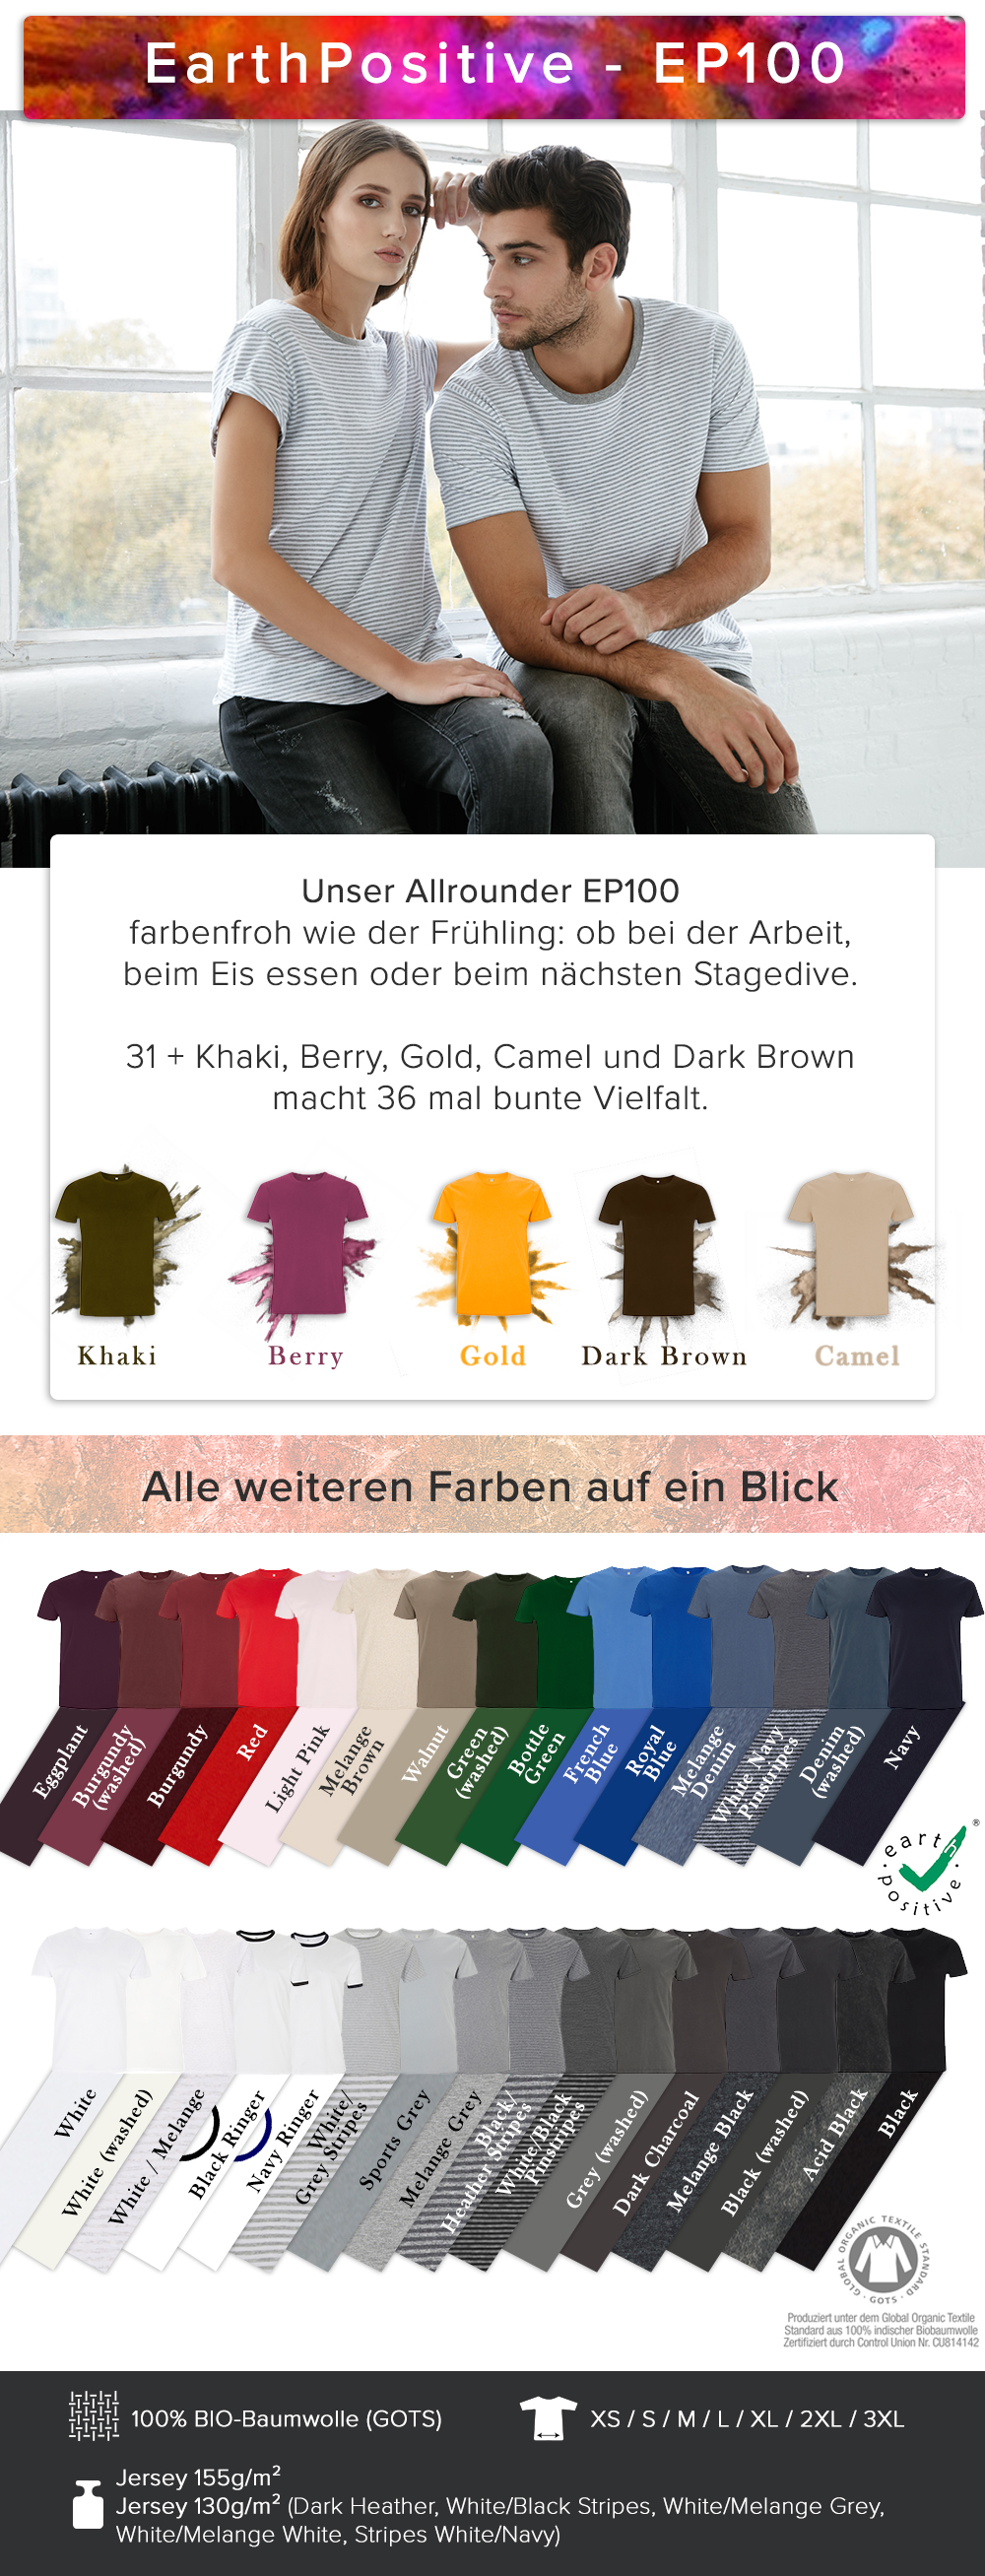 EarthPositive - EP100
Unser Allrounder EP100
farbenfroh wie der Frühling: ob bei der Arbeit,
beim Eis essen oder beim nächsten Stagedive.
31 + Khaki, Berry, Gold, Camel und Dark Brown
macht 36 mal bunte Vielfalt.
Khaki
Berry
Gold
Dark Brown
Camel
Alle weiteren Farben auf ein Blick
Eggplant
Burgundy
(washed)
Burgundy
Red
Light Pink
Melange
Brown
Walnut
Green
(washed)
Bottle
Green
French
Blue
Royal
Blue
Melange
Denim
White/Navy
Pinstripes
Denim
(washed)
Navy
earth
positive
®
White
White (washed)
White / Melange
Black Ringer
Navy Ringer
White/
Grey Stripes
Sports Grey
Melange Grey
Black/
Heather Stripes
White/Black
Pinstripes
Grey (washed)
Dark Charcoal
Melange Black
Black (washed)
Acid Black
Black
GLOBAL ORGANIC TEXTILE STANDARD
· GOTS ·
Produziert unter dem Global Organic Textile
Standard aus 100% indischer Biobaumwolle
Zertifiziert durch Control Union Nr. CU814142
100% BIO-Baumwolle (GOTS)
XS / S / M / L / XL / 2XL / 3XL
Jersey 155g/m²
Jersey 130g/m² (Dark Heather, White/Black Stripes, White/Melange Grey,
White/Melange White, Stripes White/Navy)